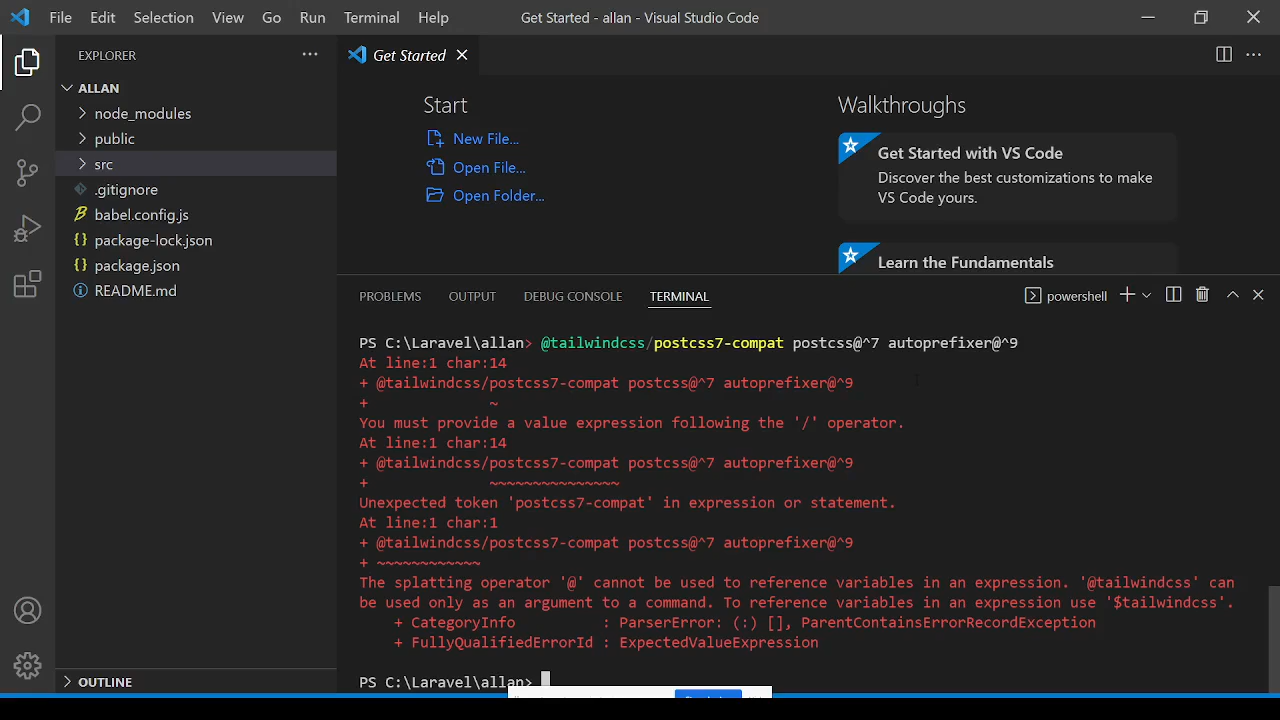 File Edit Selection View Go Run Terminal Help Get Started - allan - Visual Studio Code
EXPLORER
ALLAN
node_modules
public
src
.gitignore
babel.config.js
package-lock.json
package.json
README.md
OUTLINE
Get Started
Start
New File...
Open File...
Open Folder...
Walkthroughs
Get Started with VS Code
Discover the best customizations to make
VS Code yours.
Learn the Fundamentals
PROBLEMS OUTPUT DEBUG CONSOLE TERMINAL powershell
PS C:\Laravel\allan> @tailwindcss/postcss7-compat postcss@^7 autoprefixer@^9
At line:1 char:14
+ @tailwindcss/postcss7-compat postcss@^7 autoprefixer@^9
+ ~
You must provide a value expression following the '/' operator.
At line:1 char:14
+ @tailwindcss/postcss7-compat postcss@^7 autoprefixer@^9
+ ~~~~~~~~~~~~~~~
Unexpected token 'postcss7-compat' in expression or statement.
At line:1 char:1
+ @tailwindcss/postcss7-compat postcss@^7 autoprefixer@^9
+ ~~~~~~~~~~~~
The splatting operator '@' cannot be used to reference variables in an expression. '@tailwindcss' can
be used only as an argument to a command. To reference variables in an expression use '$tailwindcss'.
+ CategoryInfo : ParserError: (:) [], ParentContainsErrorRecordException
+ FullyQualifiedErrorId : ExpectedValueExpression
PS C:\Laravel\allan>